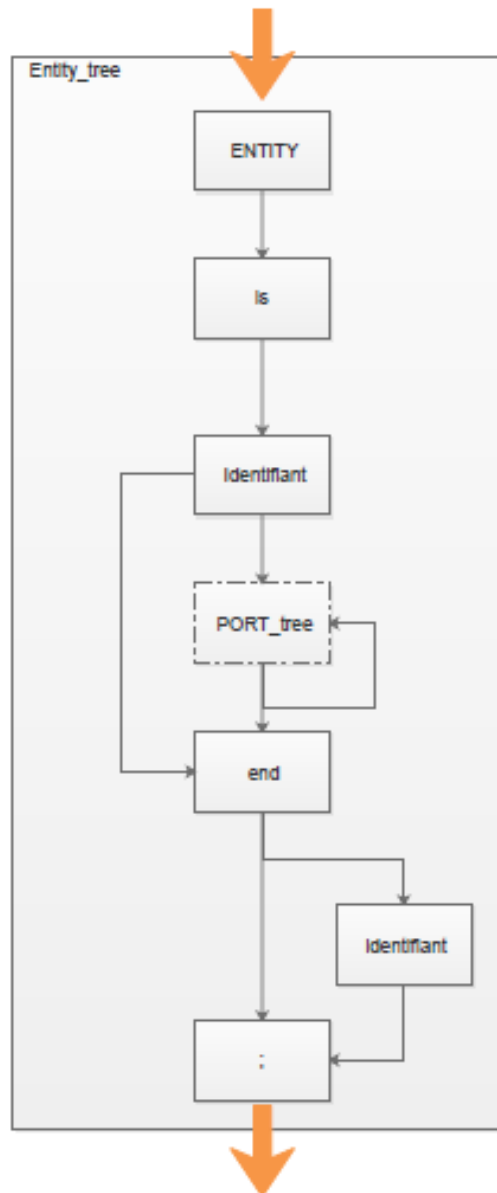 Entity_tree
ENTITY
Is
Identifiant
PORT_tree
end
Identifiant
;